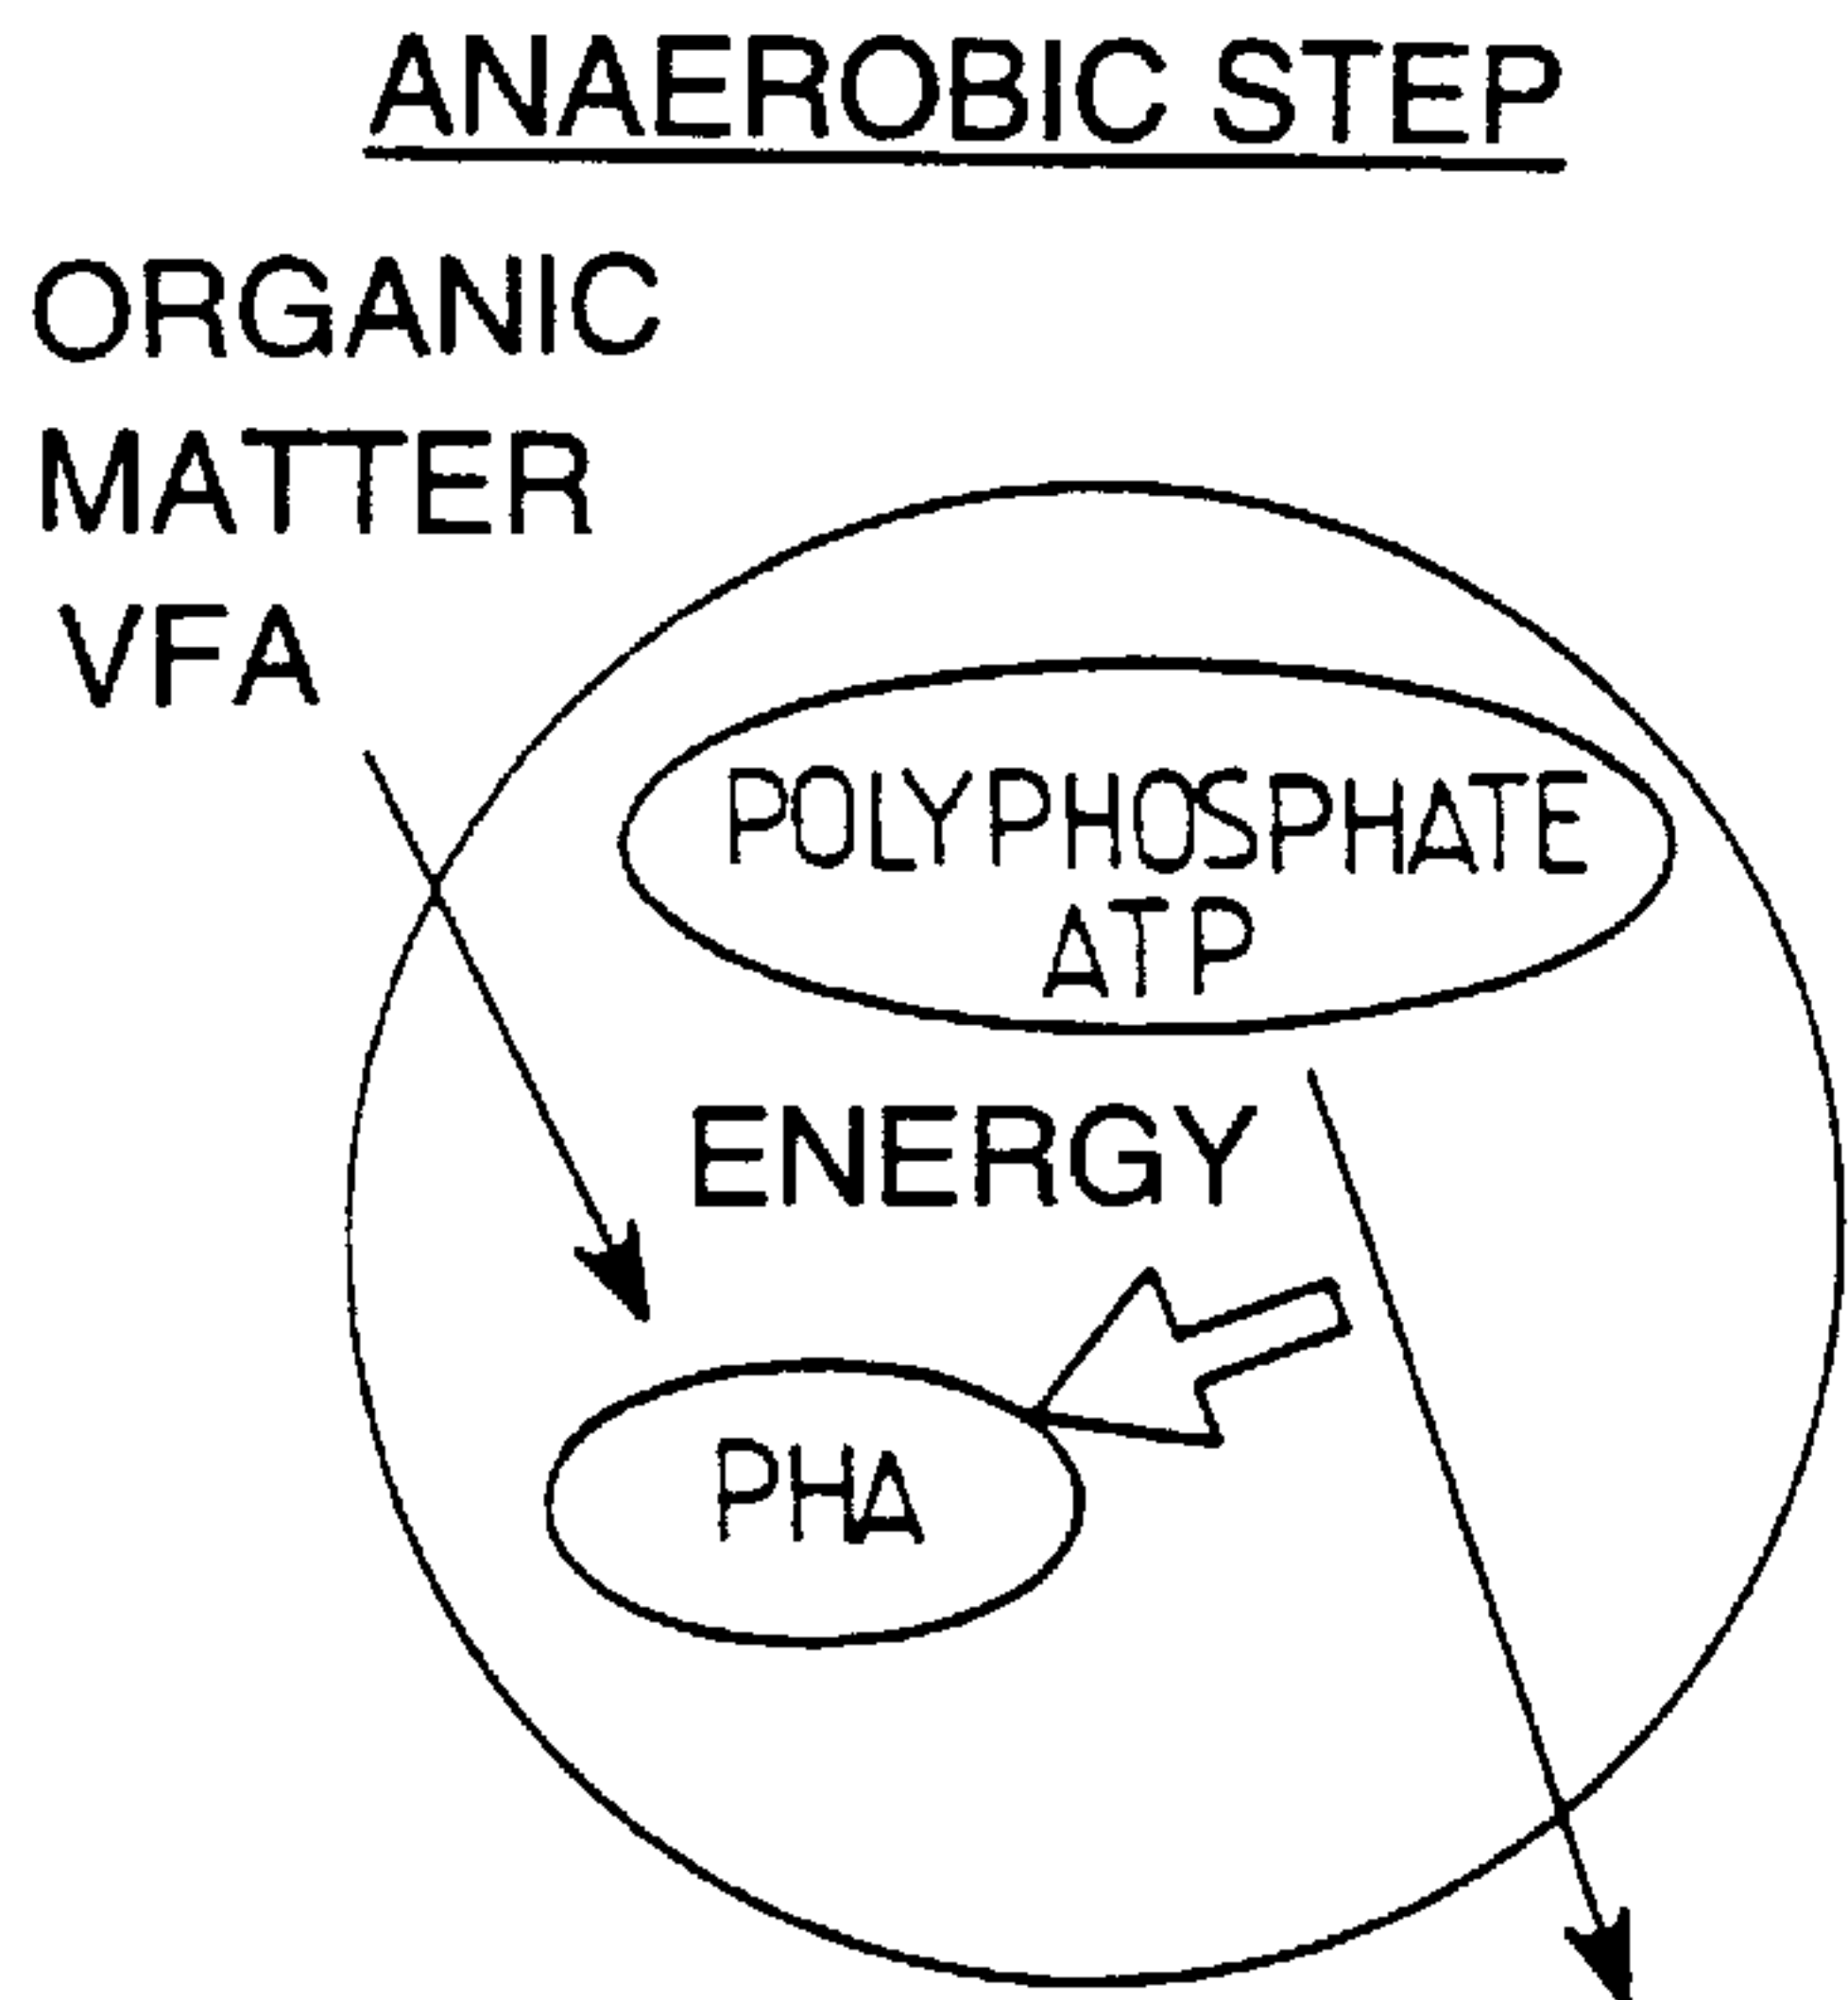 ANAEROBIC STEP
ORGANIC
MATTER
VFA
POLYPHOSPHATE
ATP
ENERGY
PHA